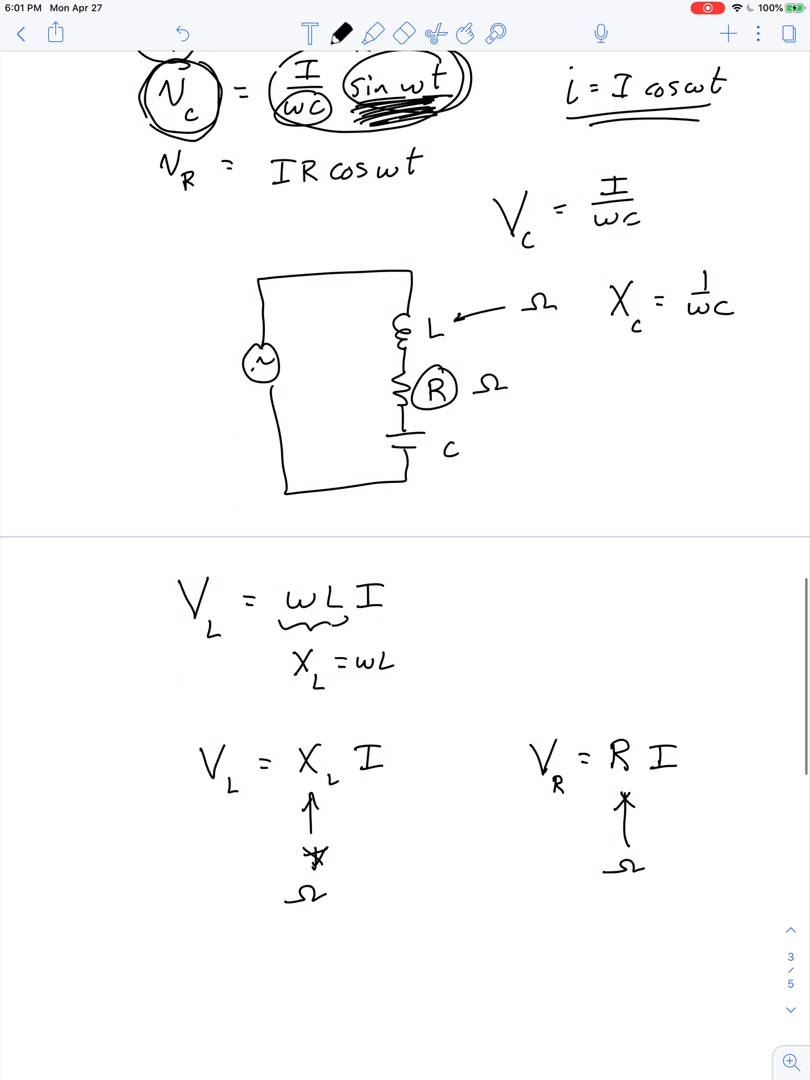 6:01 PM Mon Apr 27 100%
T
v_C = I/ωC sin ωt
i = I cos ωt
v_R = IR cos ωt
V_C = I/ωC
X_C = 1/ωC
L ← Ω
~
R Ω
C
V_L = ωL I
X_L = ωL
V_L = X_L I
V_R = R I
↑ ↑
Ω Ω
3
/
5